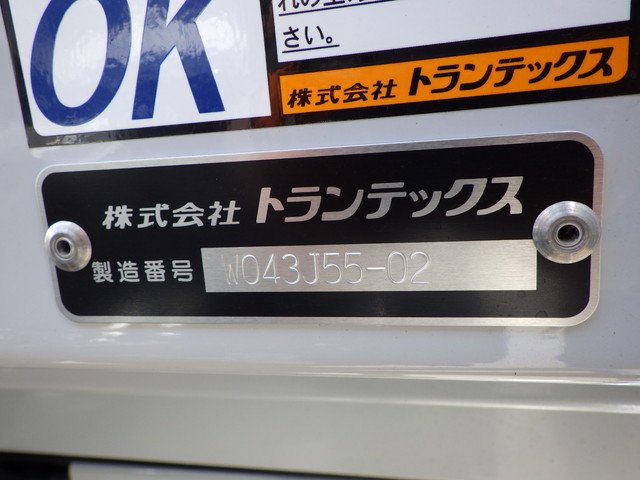 OK
さい。
株式会社 トランテックス
株式会社 トランテックス
製造番号 W043J55-02